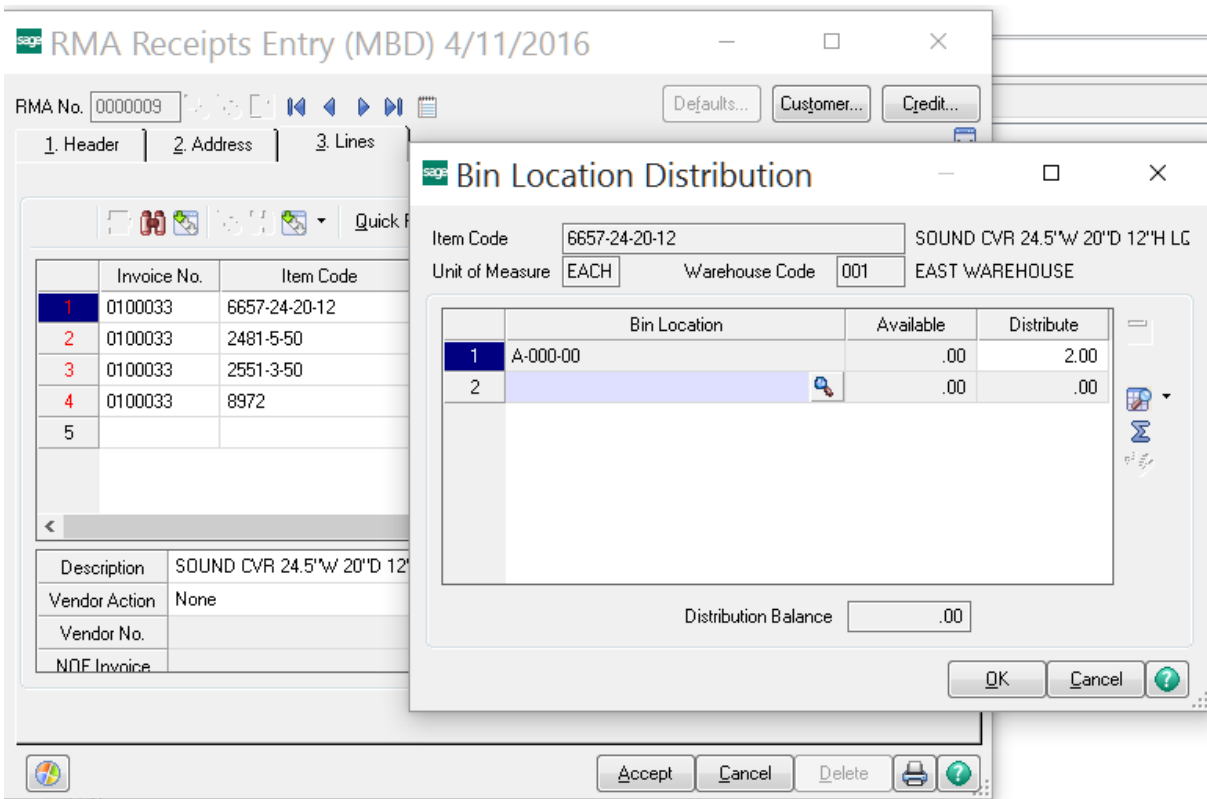 sage RMA Receipts Entry (MBD) 4/11/2016
RMA No. 0000009 Defaults... Customer... Credit...
1. Header 2. Address 3. Lines
Quick
Invoice No. Item Code
1 0100033 6657-24-20-12
2 0100033 2481-5-50
3 0100033 2551-3-50
4 0100033 8972
5
Description SOUND CVR 24.5"W 20"D 12"
Vendor Action None
Vendor No.
Invoice
Accept Cancel Delete
sage Bin Location Distribution
Item Code 6657-24-20-12 SOUND CVR 24.5"W 20"D 12"H
Unit of Measure EACH Warehouse Code 001 EAST WAREHOUSE
Bin Location Available Distribute
1 A-000-00 .00 2.00
2 .00 .00
Distribution Balance .00
OK Cancel